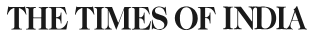 THE TIMES OF INDIA